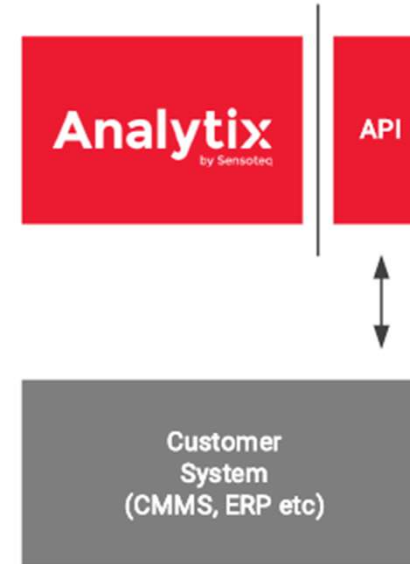 Analytix
by Sensoteq
API
Customer
System
(CMMS, ERP etc)